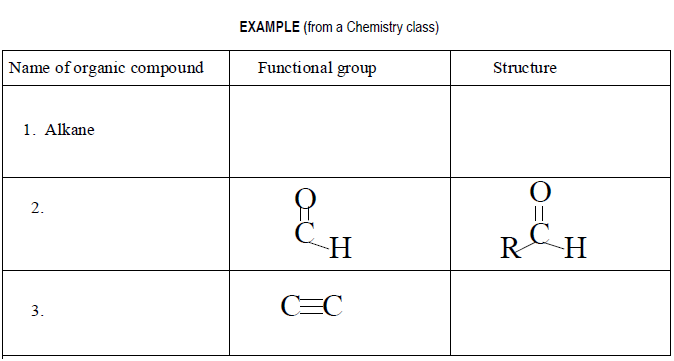 EXAMPLE (from a Chemistry class)
Name of organic compound Functional group Structure
1. Alkane
2.
O
C
H
O
R C H
3.
C≡C